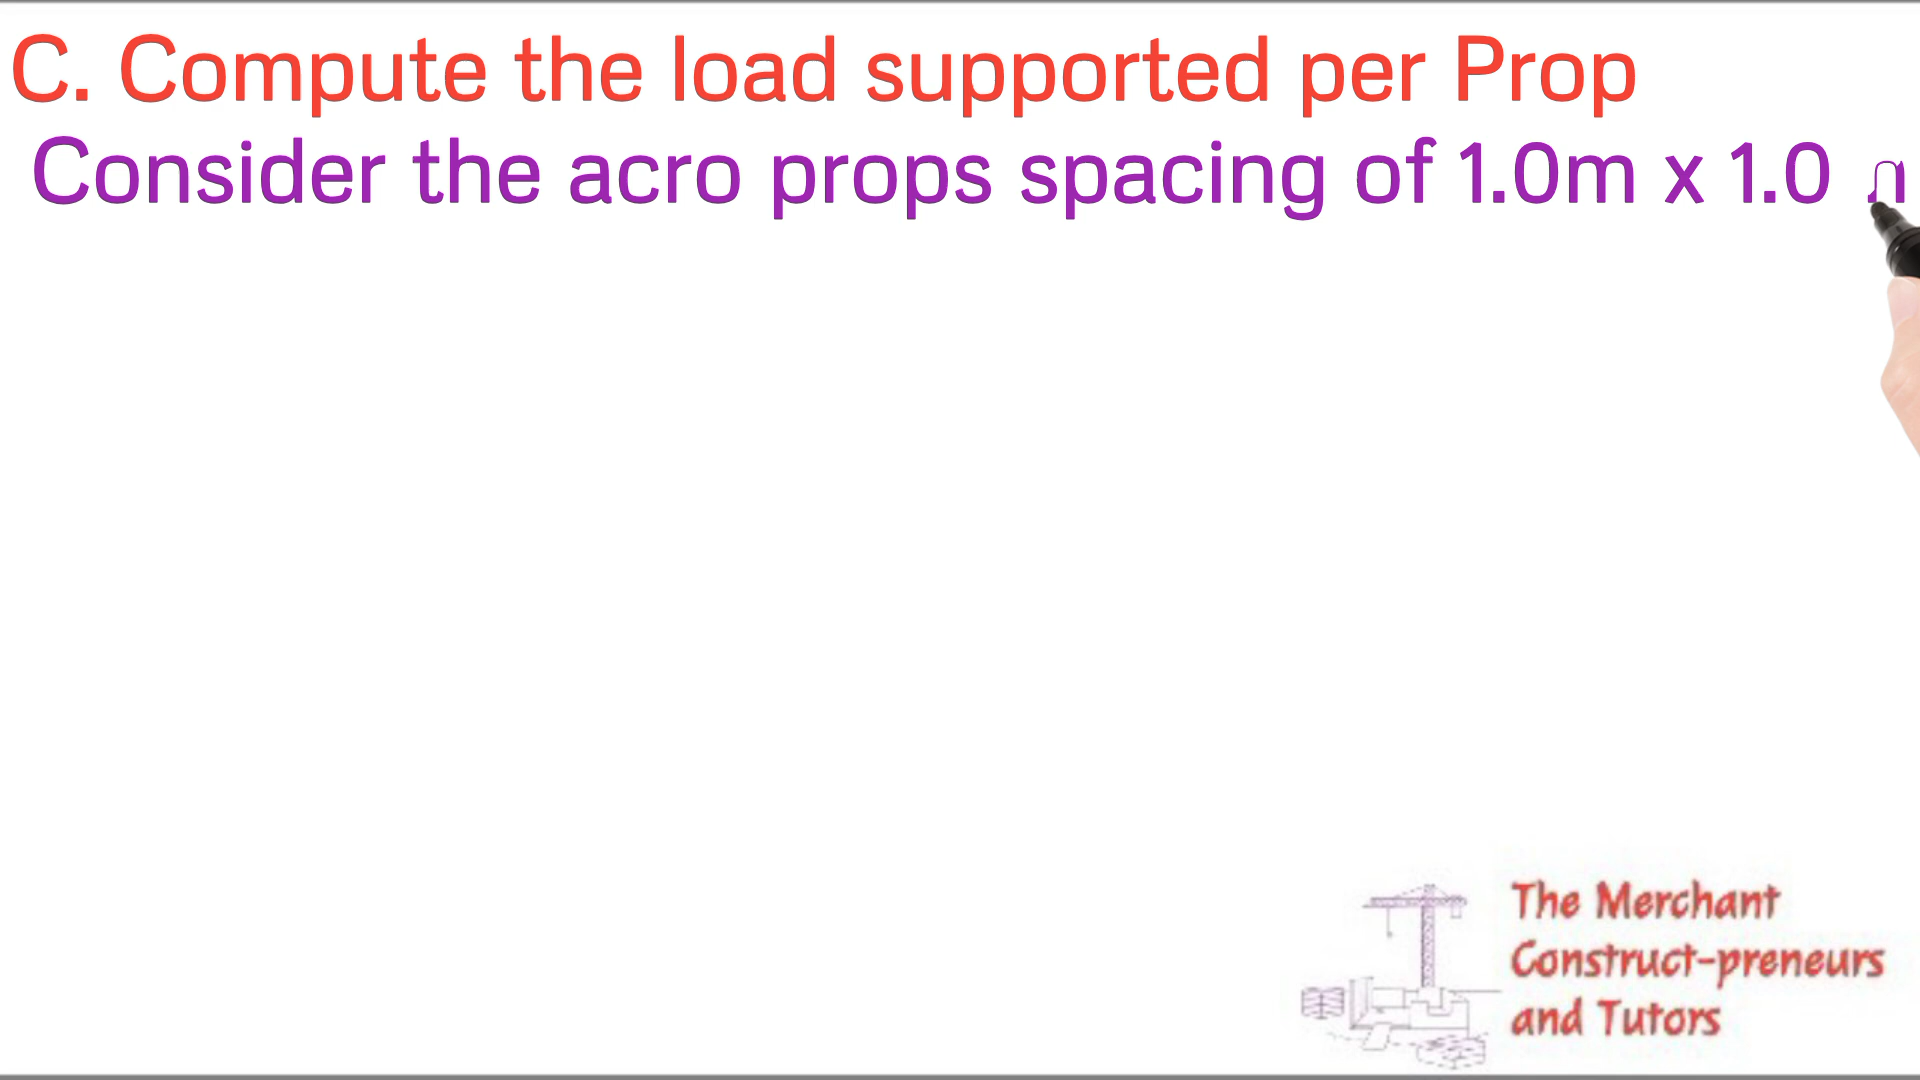 C. Compute the load supported per Prop
Consider the acro props spacing of 1.0m x 1.0
The Merchant
Construct-preneurs
and Tutors